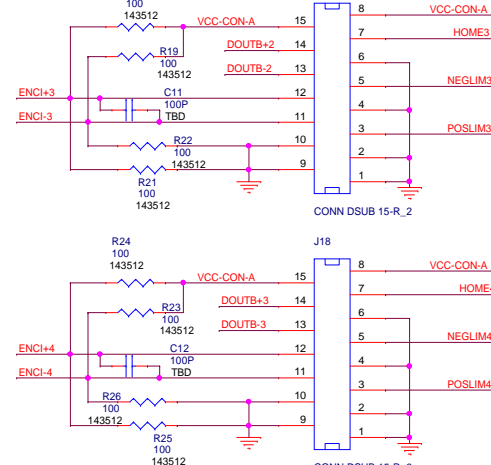 100
143512
VCC-CON-A
15
8
VCC-CON-A
DOUTB+2
14
7
HOME3
R19
100
143512
DOUTB-2
13
6
ENCI+3
C11
100P
12
5
NEGLIM3
ENCI-3
TBD
11
4
R22
100
143512
10
3
POSLIM3
9
2
R21
100
143512
1
CONN DSUB 15-R_2
R24
100
143512
J18
VCC-CON-A
15
8
VCC-CON-A
DOUTB+3
14
7
R23
100
143512
DOUTB-3
13
6
ENCI+4
C12
100P
12
5
NEGLIM4
ENCI-4
TBD
11
4
R26
100
143512
10
3
POSLIM4
9
2
R25
100
143512
1